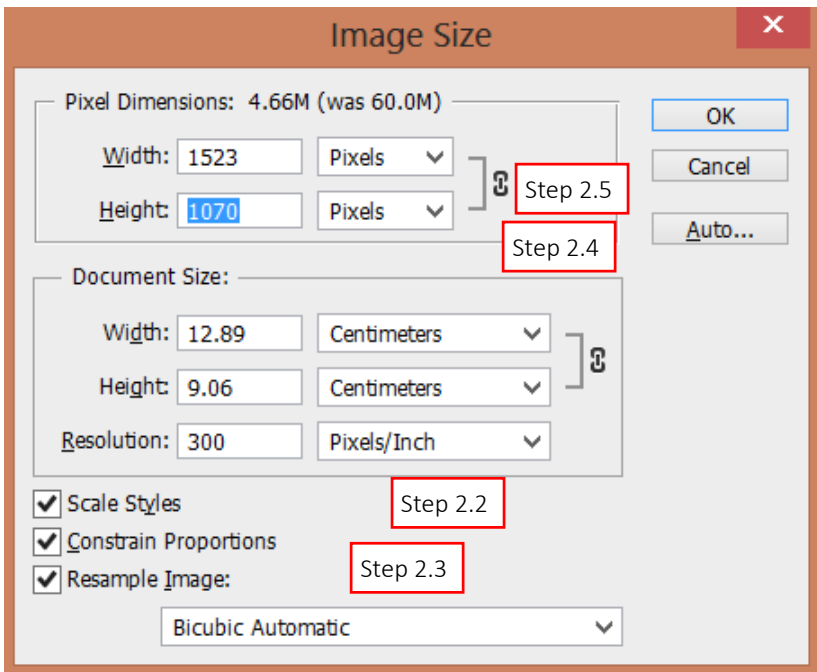 Image Size
Pixel Dimensions: 4.66M (was 60.0M)
OK
Width: 1523 Pixels
Cancel
Step 2.5
Height: 1070 Pixels
Auto...
Step 2.4
Document Size:
Width: 12.89 Centimeters
Height: 9.06 Centimeters
Resolution: 300 Pixels/Inch
Scale Styles
Step 2.2
Constrain Proportions
Step 2.3
Resample Image:
Bicubic Automatic